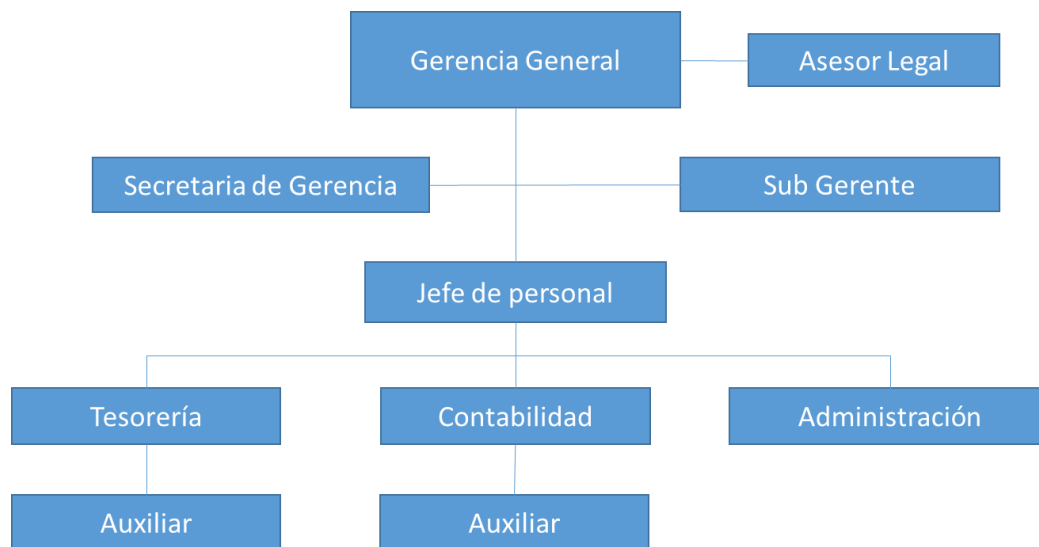 Gerencia General
Asesor Legal
Secretaria de Gerencia
Sub Gerente
Jefe de personal
Tesorería
Contabilidad
Administración
Auxiliar
Auxiliar